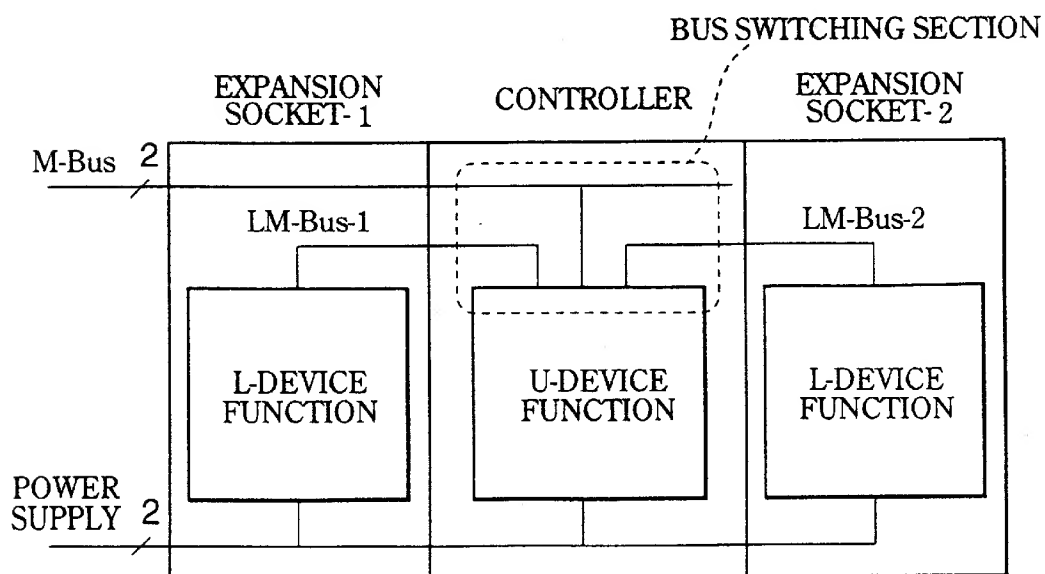 BUS SWITCHING SECTION
EXPANSION
SOCKET-1
CONTROLLER
EXPANSION
SOCKET-2
M-Bus 2
LM-Bus-1
LM-Bus-2
L-DEVICE
FUNCTION
U-DEVICE
FUNCTION
L-DEVICE
FUNCTION
POWER
SUPPLY 2